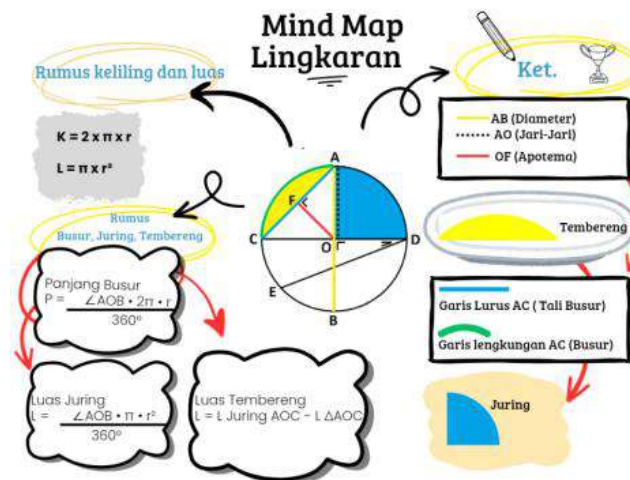 Mind Map
Lingkaran
Rumus keliling dan luas
K = 2 x π x r
L = π x r²
Rumus
Busur, Juring, Tembereng
Panjang Busur
P = ∠AOB • 2π • r
360°
Luas Juring
L = ∠AOB • π • r²
360°
Luas Tembereng
L = L Juring AOC - L ∆AOC
A
F
C
O
D
E
B
Ket.
AB (Diameter)
AO (Jari-Jari)
OF (Apotema)
Tembereng
Garis Lurus AC ( Tali Busur)
Garis lengkungan AC (Busur)
Juring